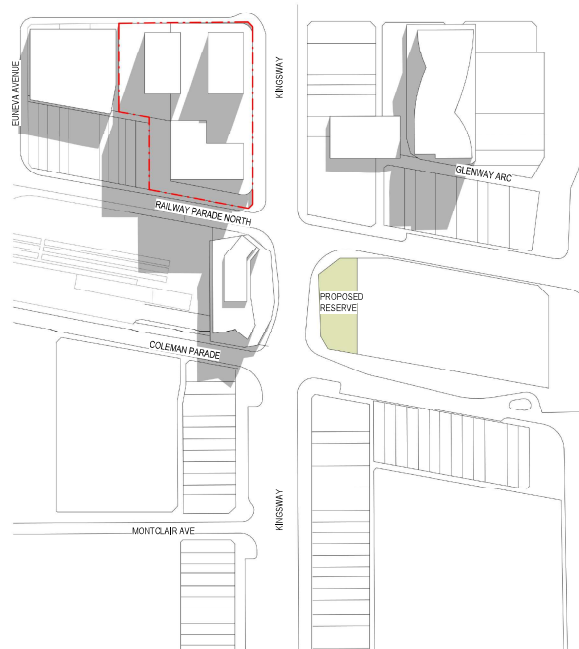 EUNEVA AVENUE
KINGSWAY
GLENWAY ARC
RAILWAY PARADE NORTH
PROPOSED
RESERVE
COLEMAN PARADE
KINGSWAY
MONTCLAIR AVE